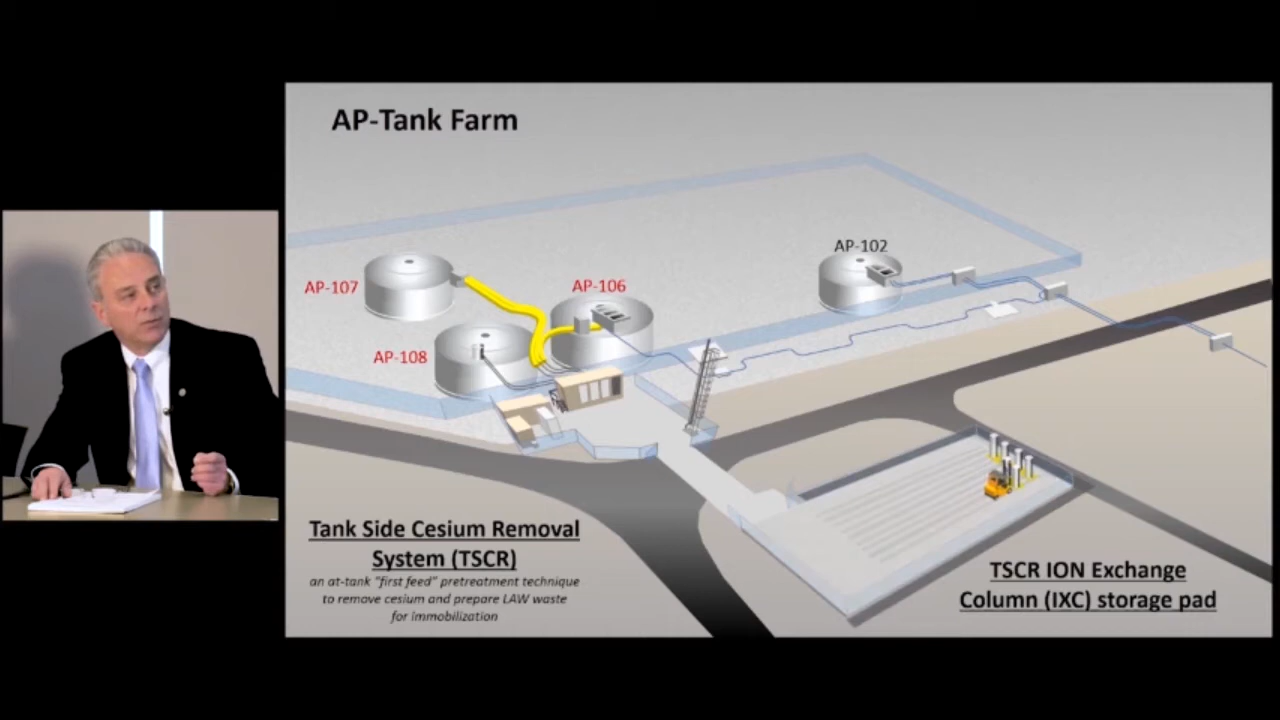 AP-Tank Farm
AP-102
AP-107
AP-106
AP-108
Tank Side Cesium Removal
System (TSCR)
an at-tank "first feed" pretreatment technique
to remove cesium and prepare LAW waste
for immobilization
TSCR ION Exchange
Column (IXC) storage pad